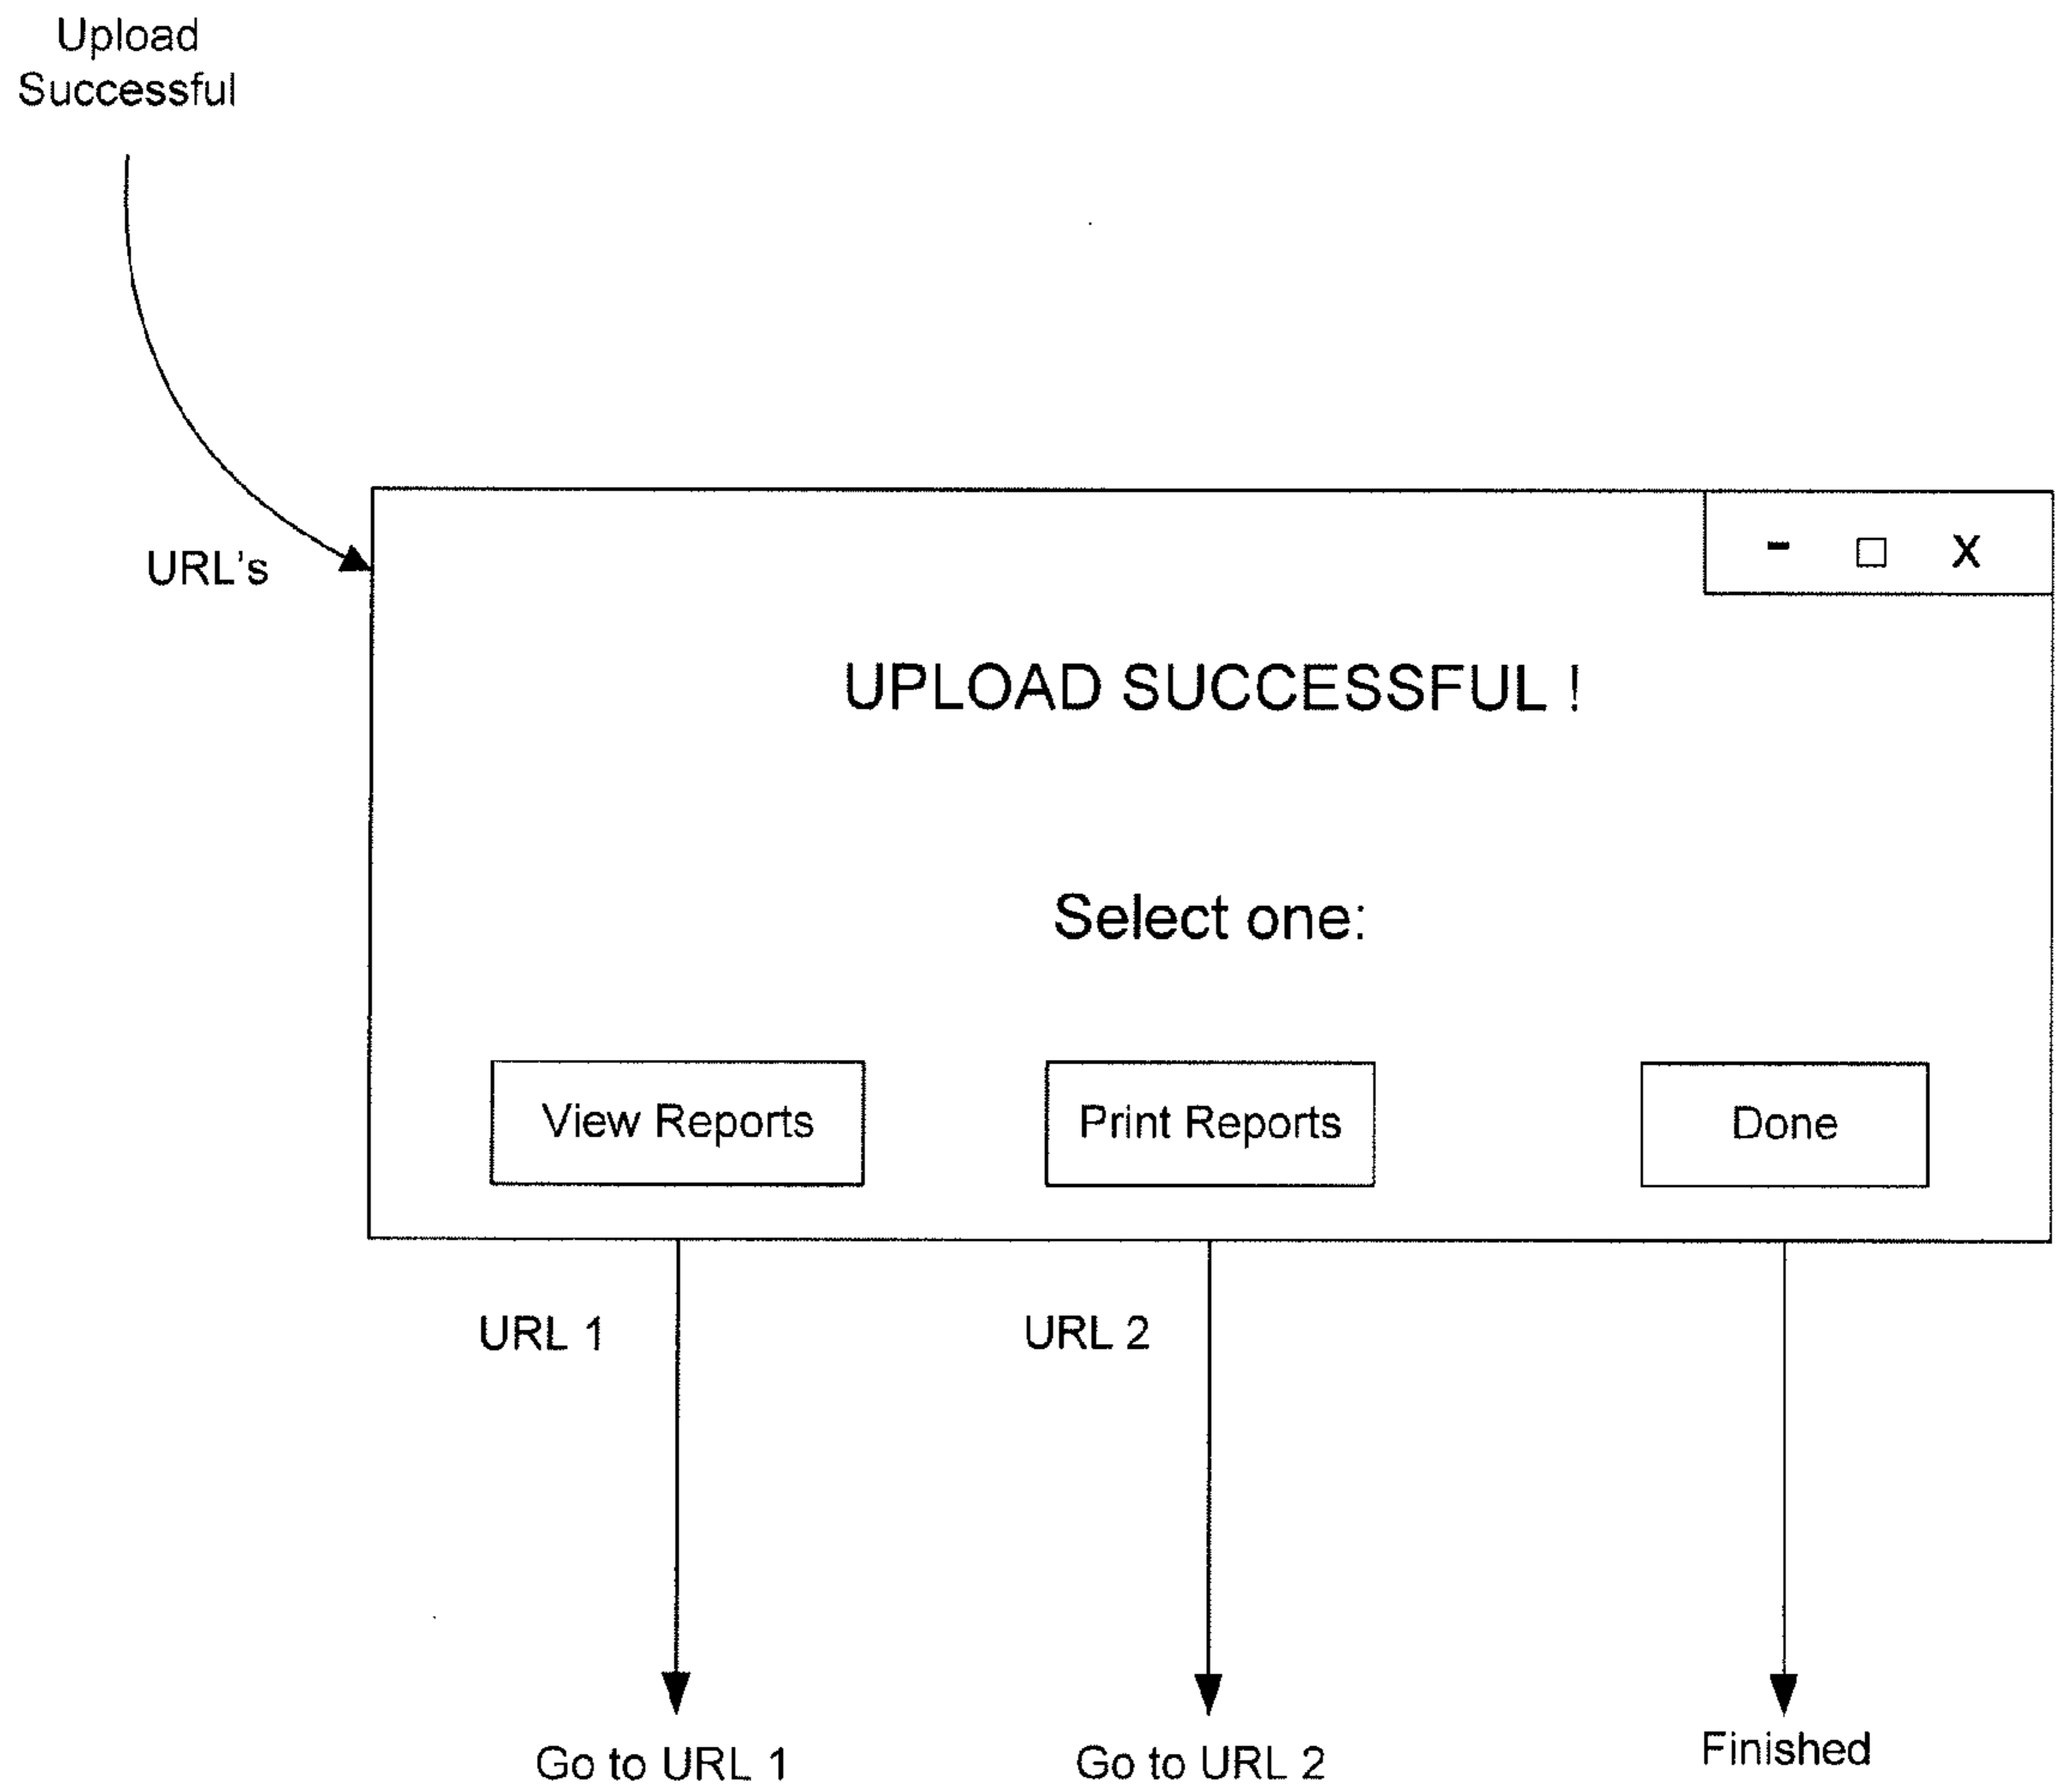 Upload
Successful
URL's
- □ X
UPLOAD SUCCESSFUL !
Select one:
View Reports Print Reports Done
URL 1 URL 2
Go to URL 1 Go to URL 2 Finished